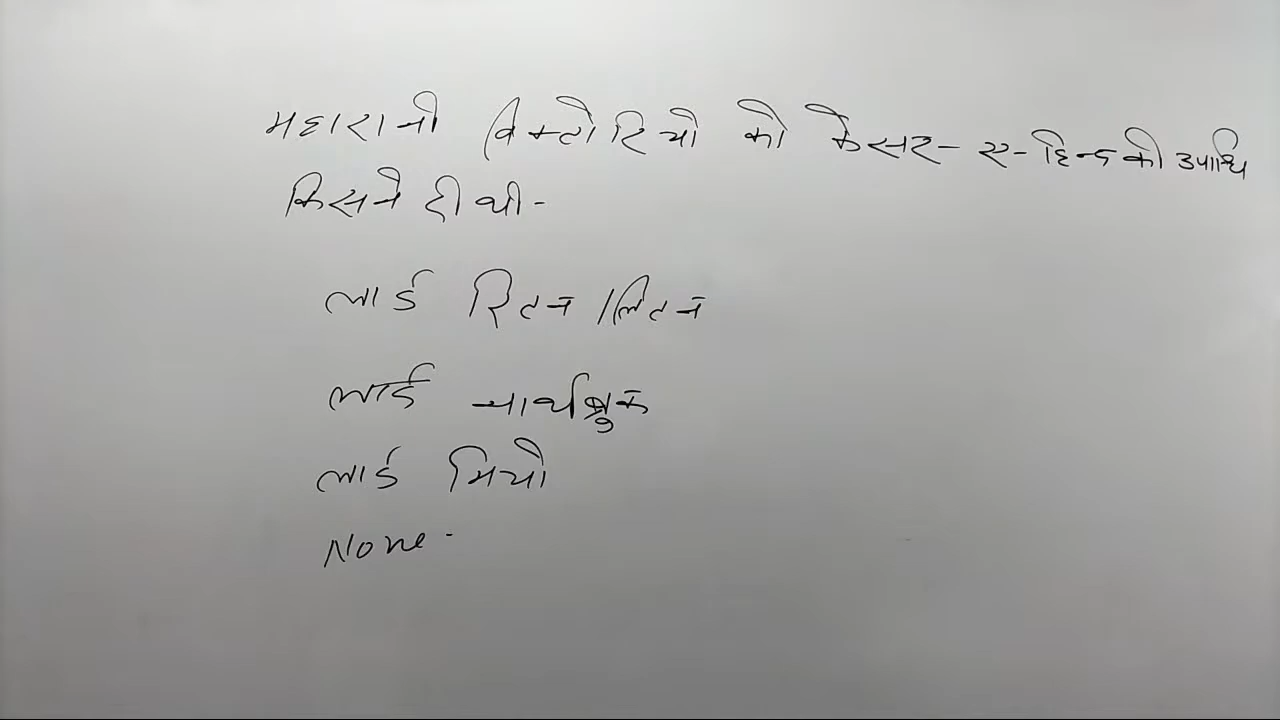 महारानी विक्टोरिया को कैसर-ए-हिन्द की उपाधि
किसने दी थी-
लार्ड रिटन/लिटन
लार्ड नार्थब्रुक
लार्ड मियो
None.